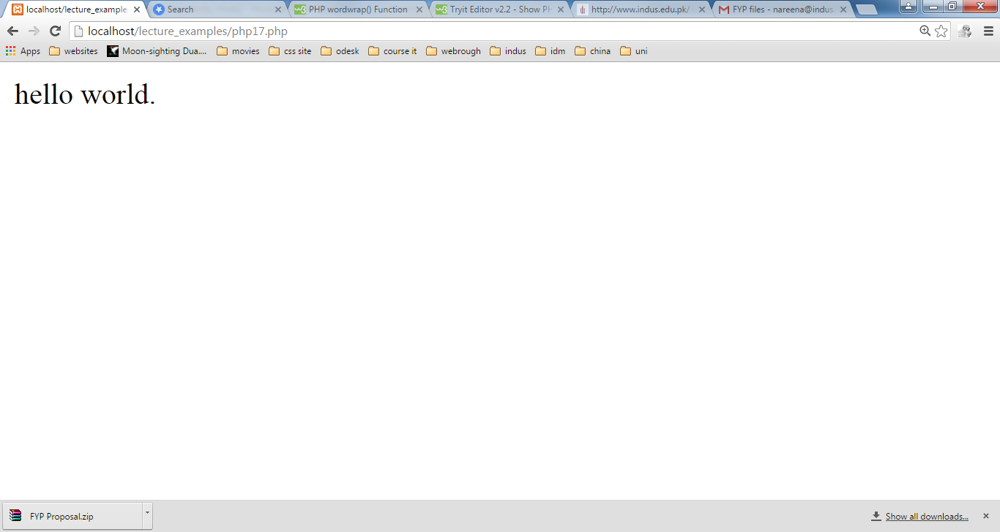 localhost/lecture_example
Search
PHP wordwrap() Function
Tryit Editor v2.2 - Show PH
http://www.indus.edu.pk/
FYP files - nareena@indus.
localhost/lecture_examples/php17.php
Apps websites Moon-sighting Dua.... movies css site odesk course it webrough indus idm china uni
hello world.
FYP Proposal.zip
Show all downloads...